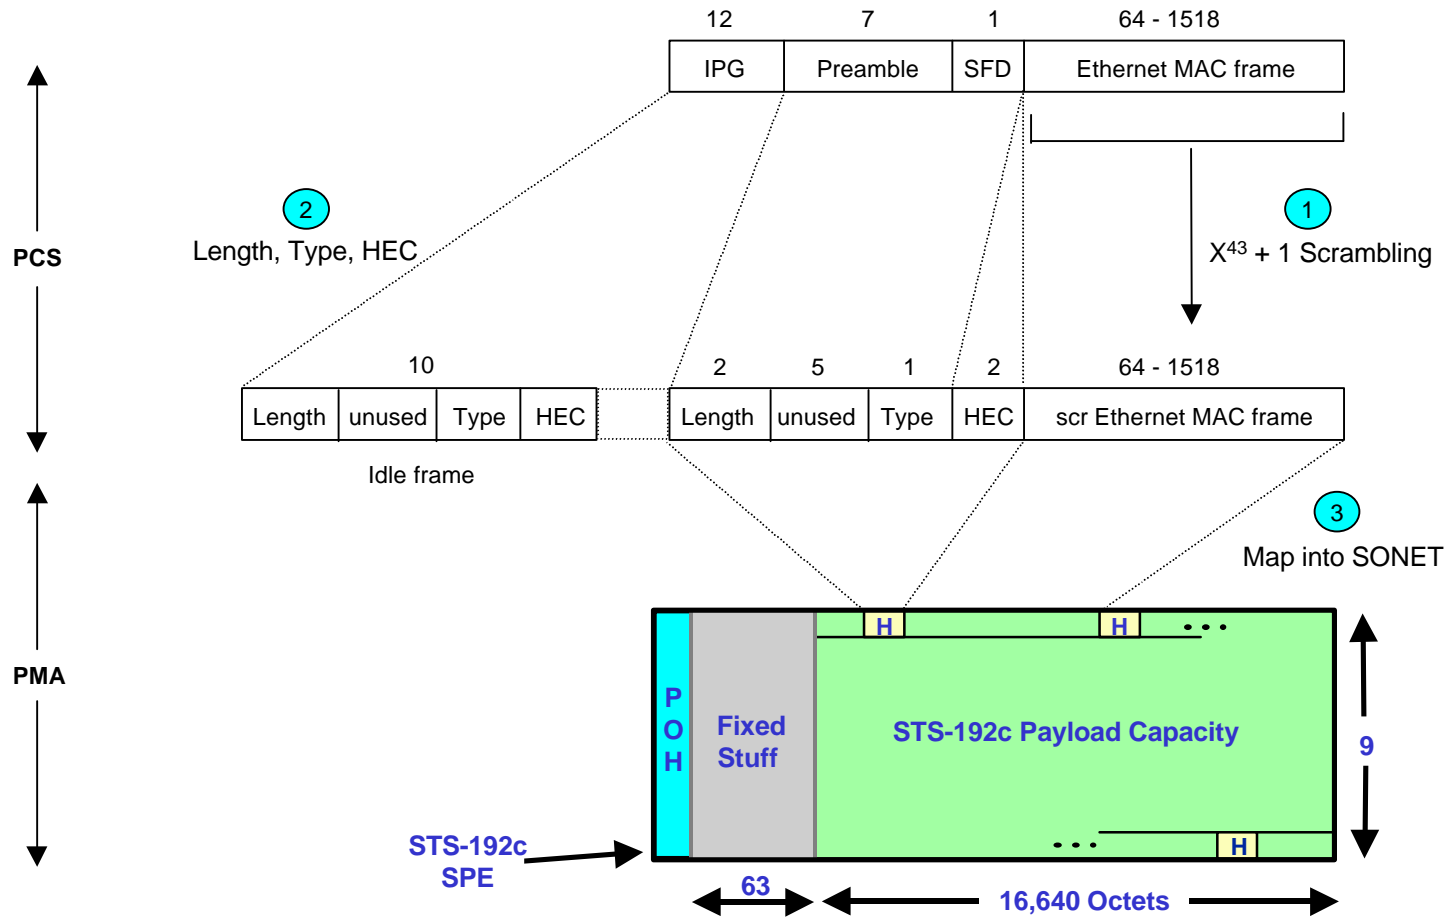 12 7 1 64 - 1518
IPG Preamble SFD Ethernet MAC frame
2
Length, Type, HEC
1
X⁴³ + 1 Scrambling
PCS
10 2 5 1 2 64 - 1518
Length unused Type HEC Length unused Type HEC scr Ethernet MAC frame
Idle frame
3
Map into SONET
PMA
H H • • •
P
O
H
Fixed
Stuff
STS-192c Payload Capacity
9
• • • H
STS-192c
SPE
63 16,640 Octets